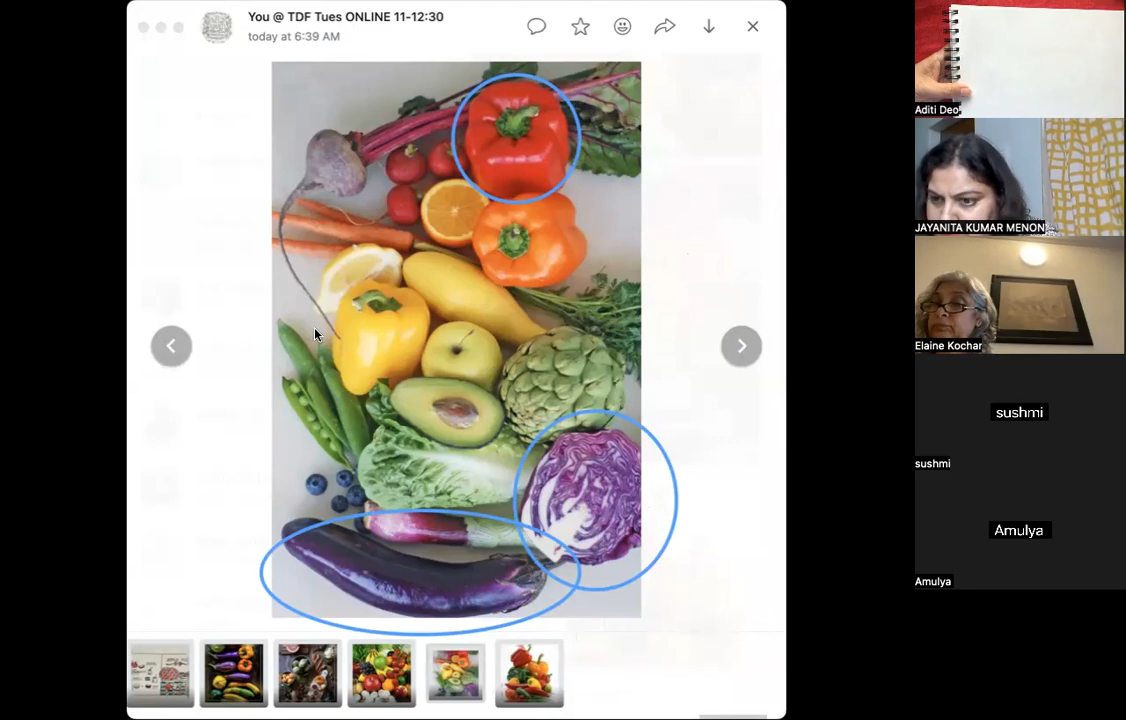 You @ TDF Tues ONLINE 11-12:30
today at 6:39 AM
Aditi Deo
JAYANITA KUMAR MENON
Elaine Kochar
sushmi
sushmi
Amulya
Amulya